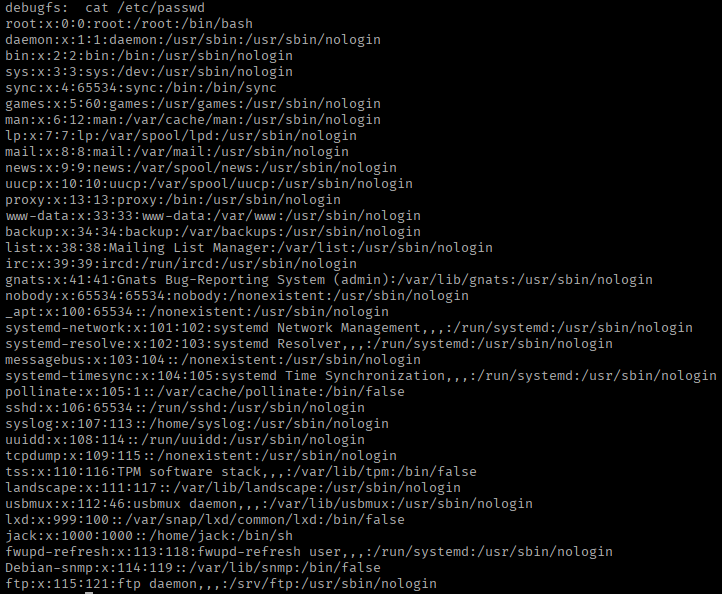 debugfs:  cat /etc/passwd
root:x:0:0:root:/root:/bin/bash
daemon:x:1:1:daemon:/usr/sbin:/usr/sbin/nologin
bin:x:2:2:bin:/bin:/usr/sbin/nologin
sys:x:3:3:sys:/dev:/usr/sbin/nologin
sync:x:4:65534:sync:/bin:/bin/sync
games:x:5:60:games:/usr/games:/usr/sbin/nologin
man:x:6:12:man:/var/cache/man:/usr/sbin/nologin
lp:x:7:7:lp:/var/spool/lpd:/usr/sbin/nologin
mail:x:8:8:mail:/var/mail:/usr/sbin/nologin
news:x:9:9:news:/var/spool/news:/usr/sbin/nologin
uucp:x:10:10:uucp:/var/spool/uucp:/usr/sbin/nologin
proxy:x:13:13:proxy:/bin:/usr/sbin/nologin
www-data:x:33:33:www-data:/var/www:/usr/sbin/nologin
backup:x:34:34:backup:/var/backups:/usr/sbin/nologin
list:x:38:38:Mailing List Manager:/var/list:/usr/sbin/nologin
irc:x:39:39:ircd:/run/ircd:/usr/sbin/nologin
gnats:x:41:41:Gnats Bug-Reporting System (admin):/var/lib/gnats:/usr/sbin/nologin
nobody:x:65534:65534:nobody:/nonexistent:/usr/sbin/nologin
_apt:x:100:65534::/nonexistent:/usr/sbin/nologin
systemd-network:x:101:102:systemd Network Management,,,:/run/systemd:/usr/sbin/nologin
systemd-resolve:x:102:103:systemd Resolver,,,:/run/systemd:/usr/sbin/nologin
messagebus:x:103:104::/nonexistent:/usr/sbin/nologin
systemd-timesync:x:104:105:systemd Time Synchronization,,,:/run/systemd:/usr/sbin/nologin
pollinate:x:105:1::/var/cache/pollinate:/bin/false
sshd:x:106:65534::/run/sshd:/usr/sbin/nologin
syslog:x:107:113::/home/syslog:/usr/sbin/nologin
uuidd:x:108:114::/run/uuidd:/usr/sbin/nologin
tcpdump:x:109:115::/nonexistent:/usr/sbin/nologin
tss:x:110:116:TPM software stack,,,:/var/lib/tpm:/bin/false
landscape:x:111:117::/var/lib/landscape:/usr/sbin/nologin
usbmux:x:112:46:usbmux daemon,,,:/var/lib/usbmux:/usr/sbin/nologin
lxd:x:999:100::/var/snap/lxd/common/lxd:/bin/false
jack:x:1000:1000::/home/jack:/bin/sh
fwupd-refresh:x:113:118:fwupd-refresh user,,,:/run/systemd:/usr/sbin/nologin
Debian-snmp:x:114:119::/var/lib/snmp:/bin/false
ftp:x:115:121:ftp daemon,,,:/srv/ftp:/usr/sbin/nologin